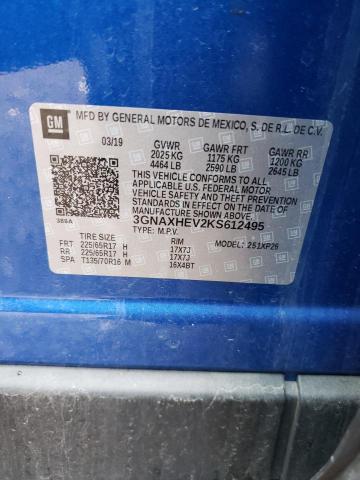 GM
MFD BY GENERAL MOTORS DE MEXICO, S. DE R.L. DE C.V.
03/19 GVWR GAWR FRT GAWR RR
2025 KG 1175 KG 1200 KG
4464 LB 2590 LB 2645 LB
THIS VEHICLE CONFORMS TO ALL
APPLICABLE U.S. FEDERAL MOTOR
VEHICLE SAFETY, BUMPER, AND THEFT
PREVENTION STANDARDS IN EFFECT ON
THE DATE OF MANUFACTURE SHOWN ABOVE.
3GNAXHEV2KS612495
TYPE: M.P.V. MODEL: 2S1XP26
TIRE SIZE RIM
FRT 225/65R17 H 17X7J
RR 225/65R17 H 17X7J
SPA T135/70R16 M 16X4BT